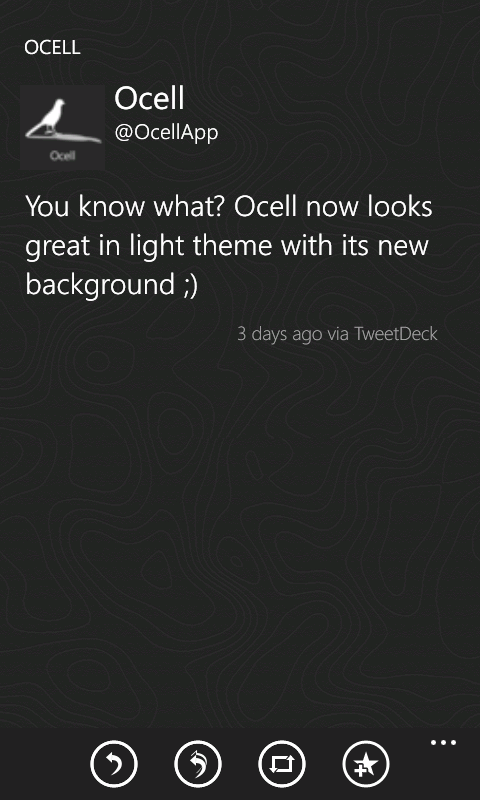 OCELL
Ocell
@OcellApp
Ocell
You know what? Ocell now looks
great in light theme with its new
background ;)
3 days ago via TweetDeck